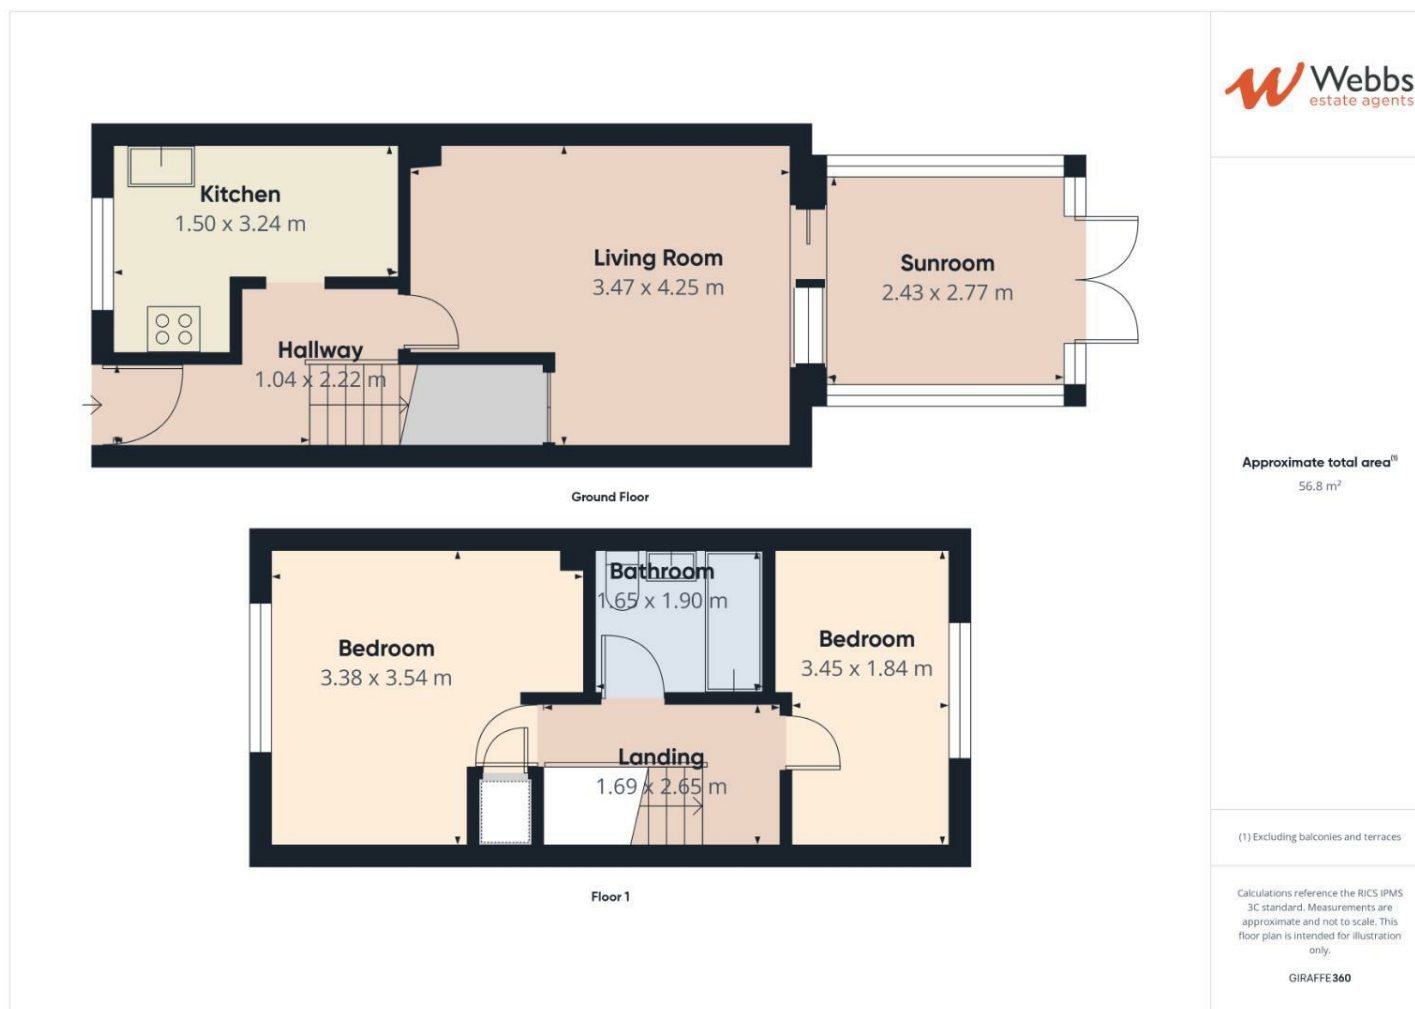 Webbs
estate agents
Kitchen
1.50 x 3.24 m
Living Room
3.47 x 4.25 m
Sunroom
2.43 x 2.77 m
Hallway
1.04 x 2.22 m
Ground Floor
Bathroom
1.65 x 1.90 m
Bedroom
3.38 x 3.54 m
Bedroom
3.45 x 1.84 m
Landing
1.69 x 2.65 m
Floor 1
Approximate total area(1)
56.8 m²
(1) Excluding balconies and terraces
Calculations reference the RICS IPMS
3C standard. Measurements are
approximate and not to scale. This
floor plan is intended for illustration
only.
GIRAFFE360